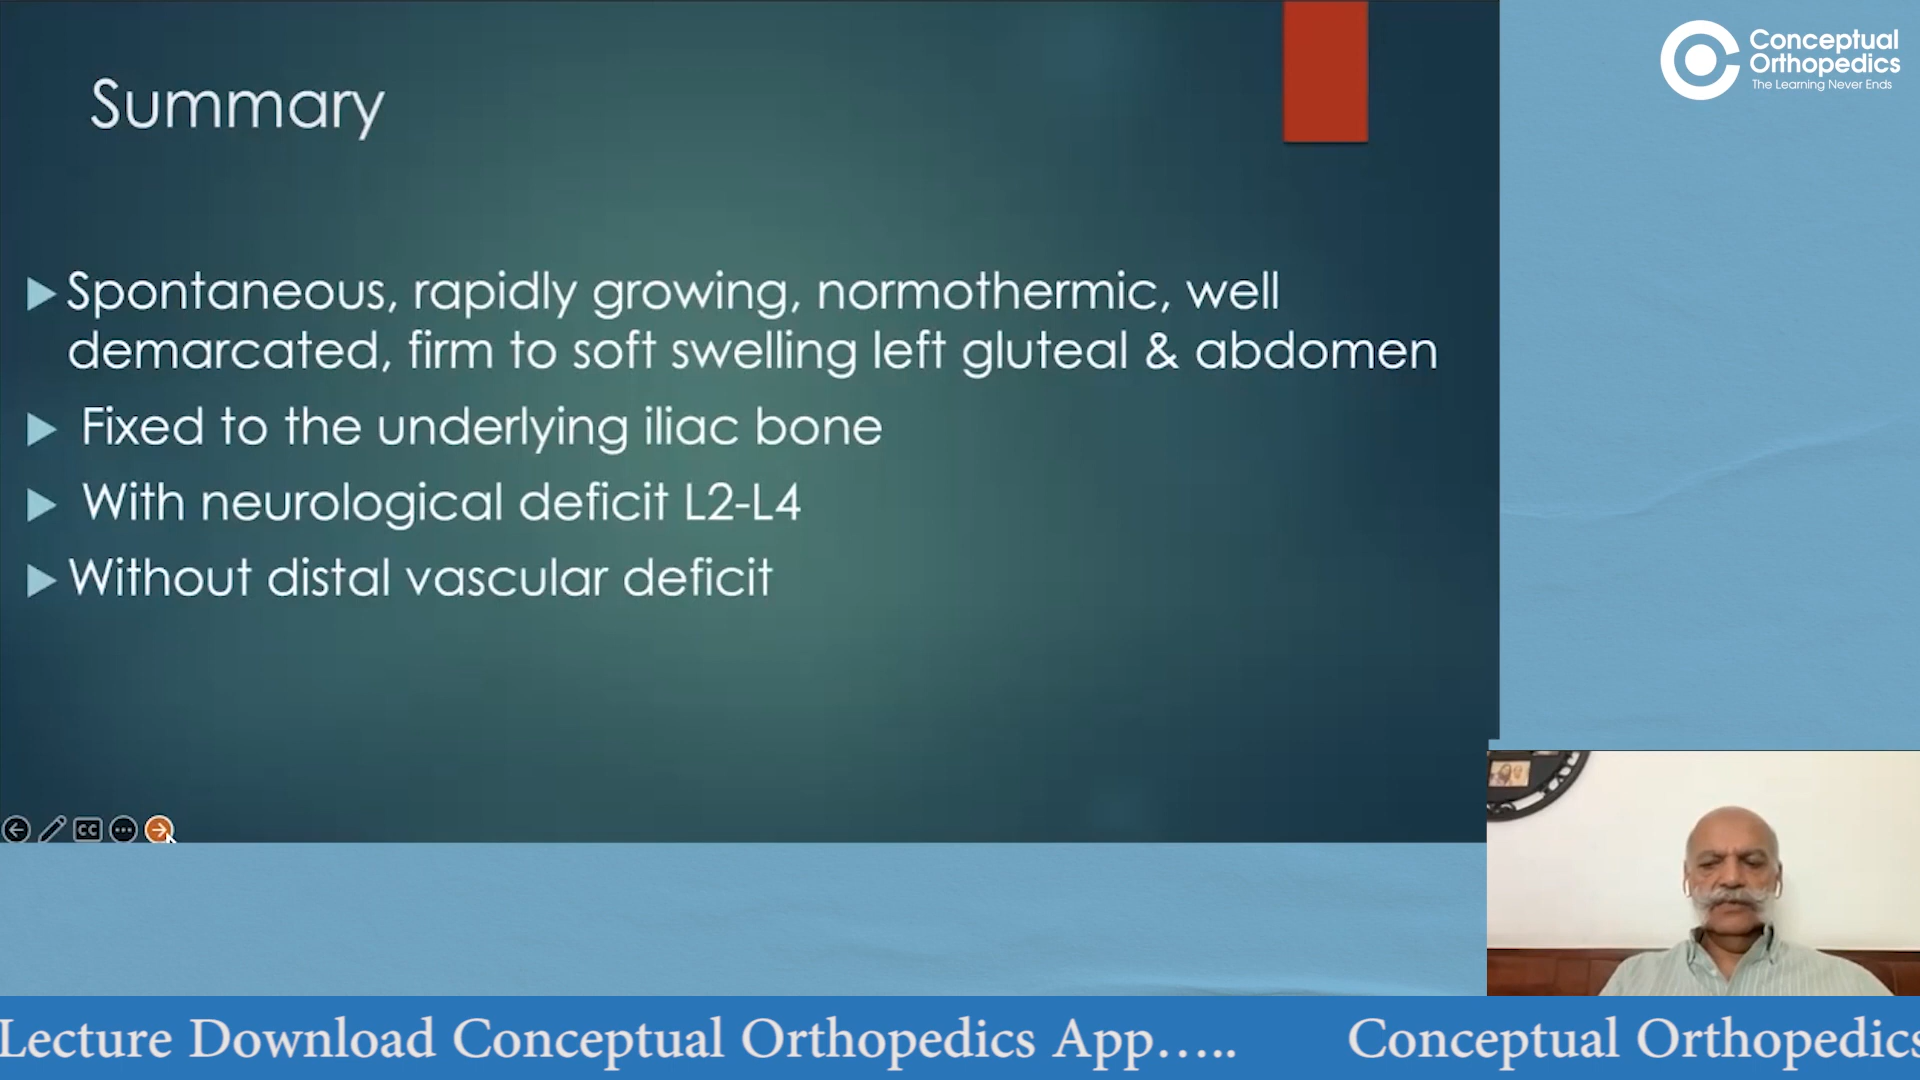 Summary
Spontaneous, rapidly growing, normothermic, well
demarcated, firm to soft swelling left gluteal & abdomen
Fixed to the underlying iliac bone
With neurological deficit L2-L4
Without distal vascular deficit
CC
Conceptual
Orthopedics
The Learning Never Ends
Lecture Download Conceptual Orthopedics App..... Conceptual Orthopedics